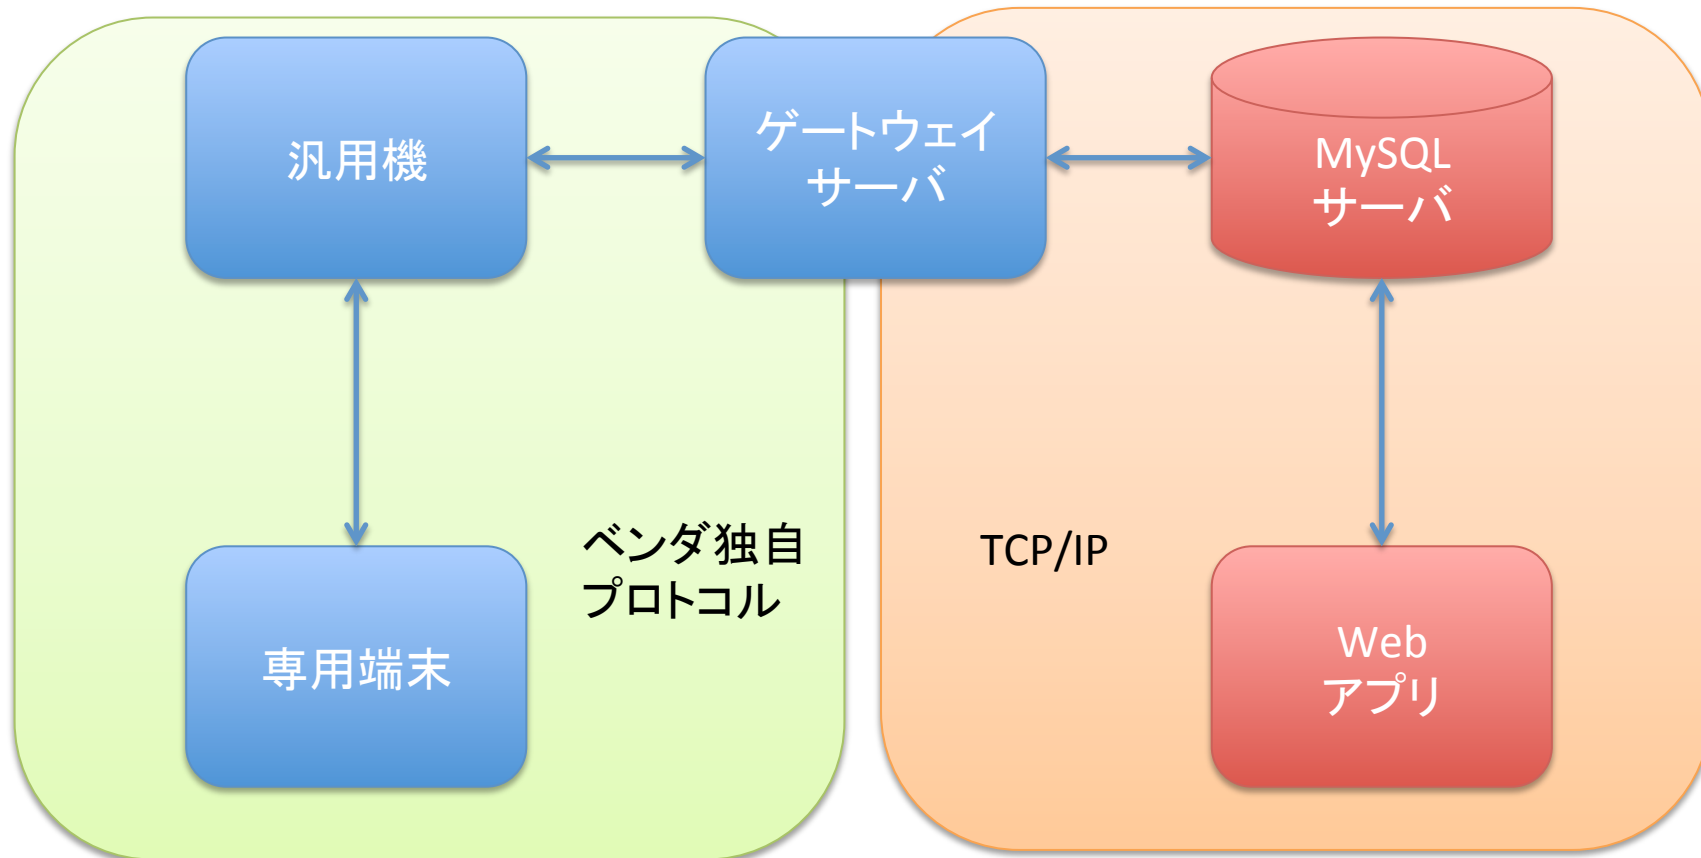 汎用機
ゲートウェイ
サーバ
MySQL
サーバ
ベンダ独自
プロトコル
TCP/IP
専用端末
Web
アプリ